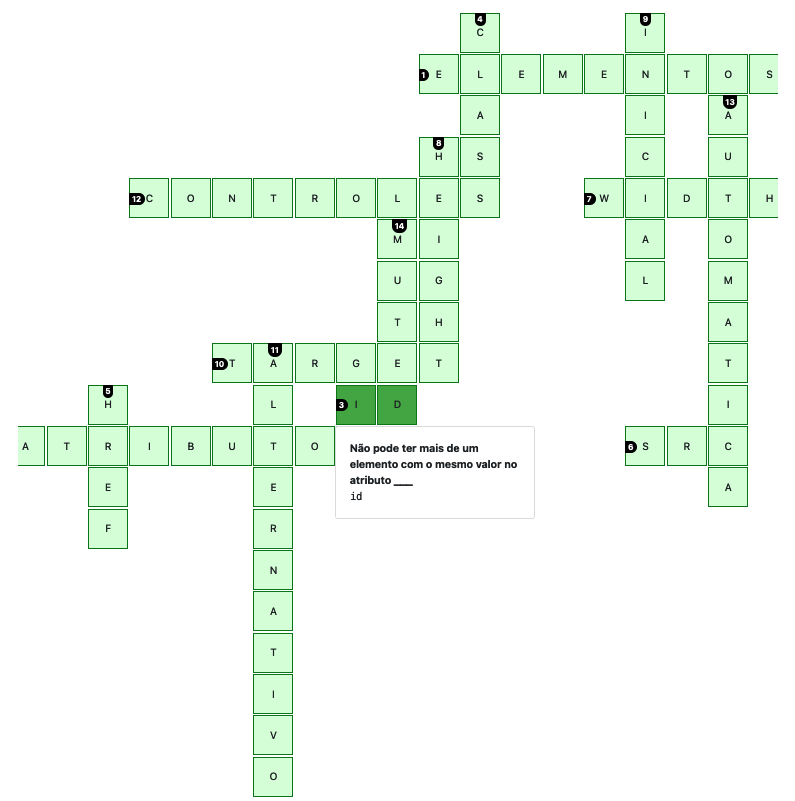 4 C 9 I
1 E L E M E N T O S
A I 13 A
8 H S C U
12 C O N T R O L E S 7 W I D T H
14 M I A O
U G L M
T H A
10 T 11 A R G E T T
5 H L 3 I D I
A T R I B U T O 6 S R C
Não pode ter mais de um
elemento com o mesmo valor no
atributo ____
id
E E A
F R
N
A
T
I
V
O